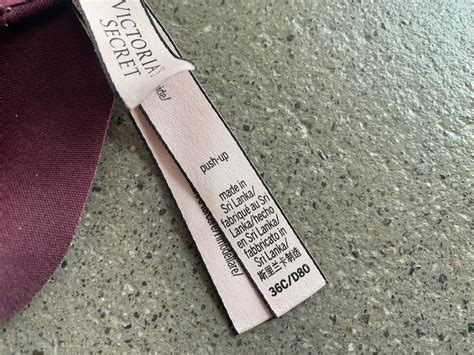 VICTORIA'S
SECRET
push-up
made in
Sri Lanka/
fabriqué au Sri
Lanka/hecho
en Sri Lanka/
fabbricato in
Sri Lanka/
斯里兰卡制造
36C/D80